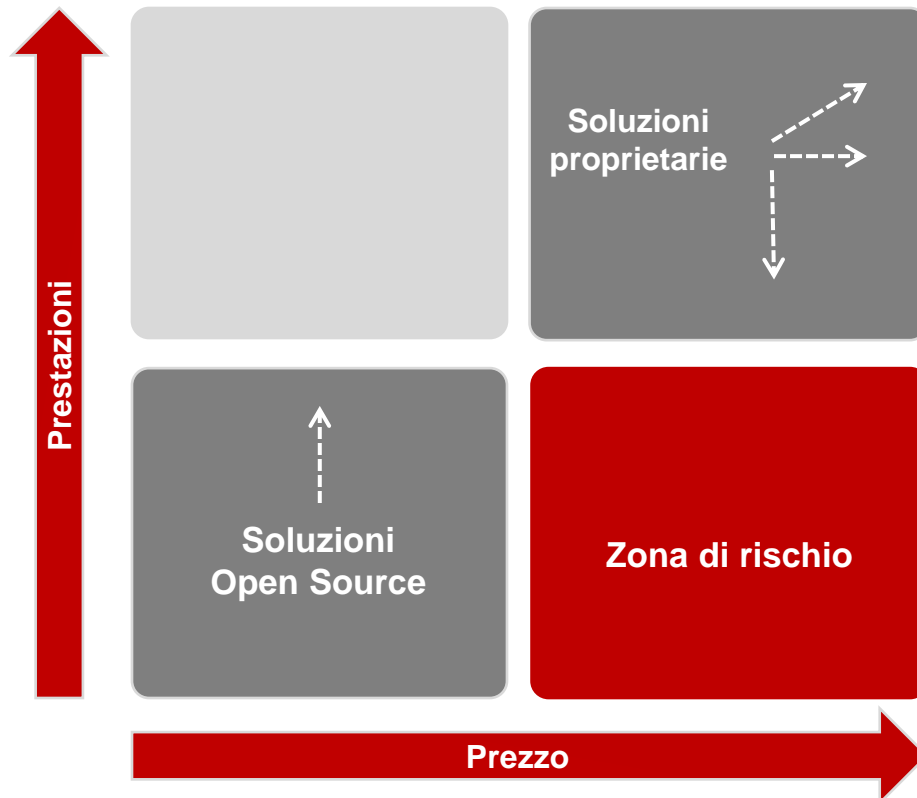 Prestazioni
Soluzioni
proprietarie
Soluzioni
Open Source
Zona di rischio
Prezzo